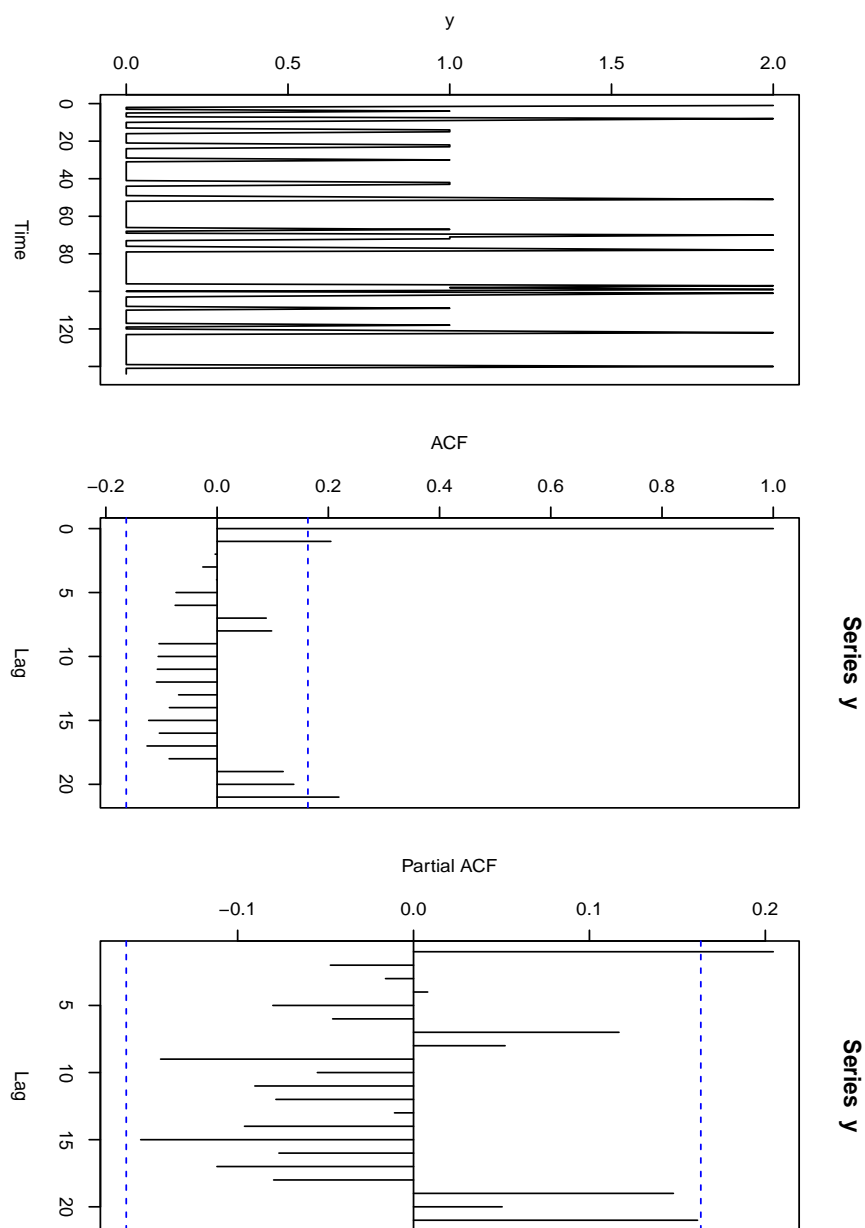 y
0.0 0.5 1.0 1.5 2.0
0 20 40 60 80 120
Time
Series y
ACF
−0.2 0.0 0.2 0.4 0.6 0.8 1.0
0 5 10 15 20
Lag
Series y
Partial ACF
−0.1 0.0 0.1 0.2
5 10 15 20
Lag